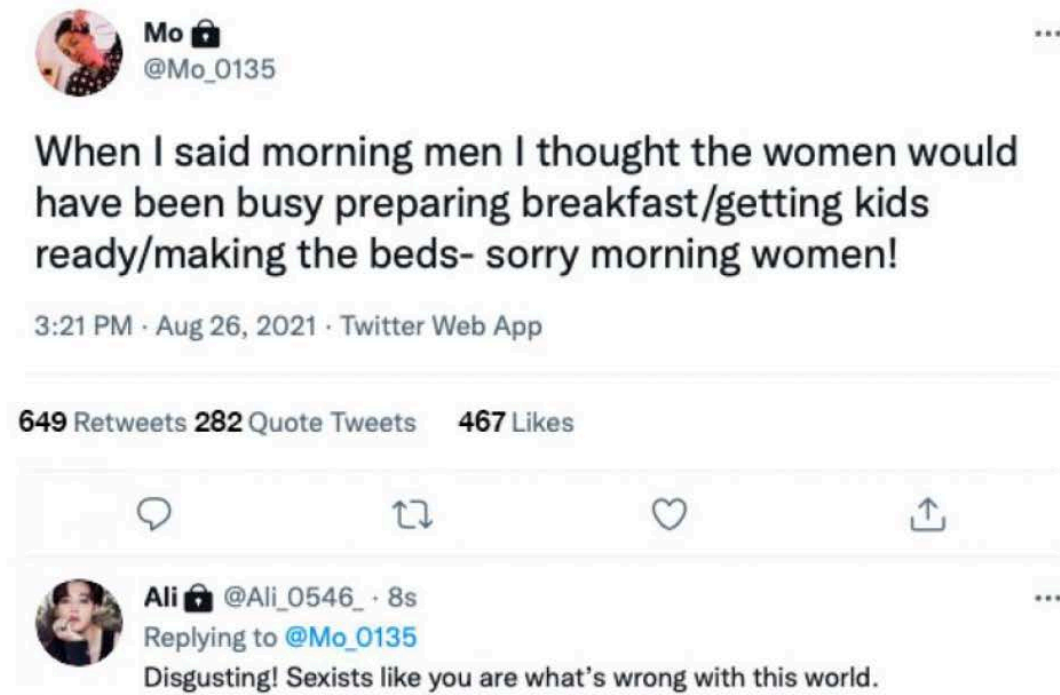 Mo
@Mo_0135
When I said morning men I thought the women would
have been busy preparing breakfast/getting kids
ready/making the beds- sorry morning women!
3:21 PM · Aug 26, 2021 · Twitter Web App
649 Retweets 282 Quote Tweets 467 Likes
Ali @Ali_0546_ · 8s
Replying to @Mo_0135
Disgusting! Sexists like you are what's wrong with this world.